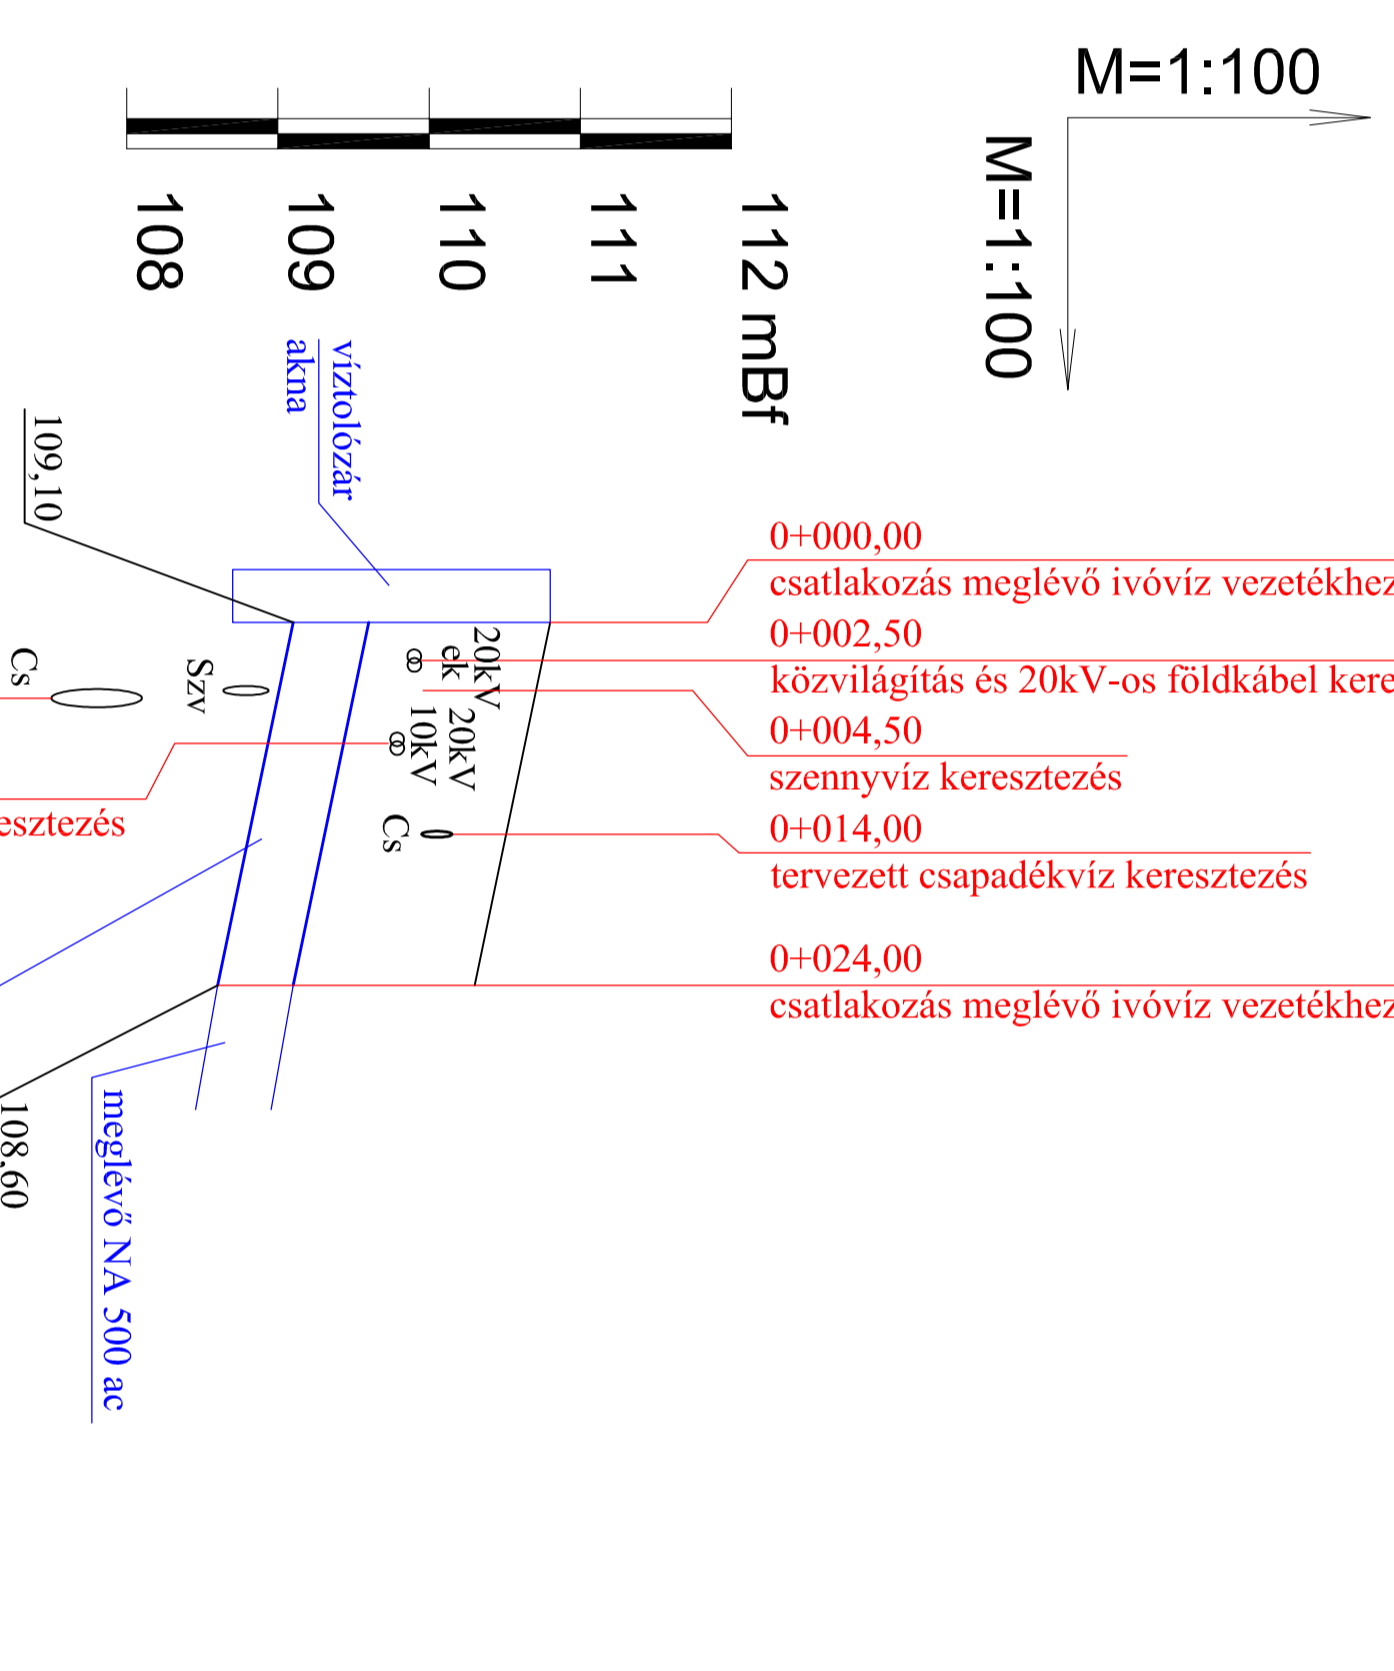 M=1:100
M=1:100
108
109
110
111
112 mBf
víztolózár
akna
109,10
0+000,00
csatlakozás meglévő ivóvíz vezetékhez
0+002,50
közvilágítás és 20kV-os földkábel kere
0+004,50
szennyvíz keresztezés
0+014,00
tervezett csapadékvíz keresztezés
0+024,00
csatlakozás meglévő ivóvíz vezetékhez
20kV
ek
20kV
10kV
Cs
Szv
Cs
esztezés
108,60
meglévő NA 500 ac